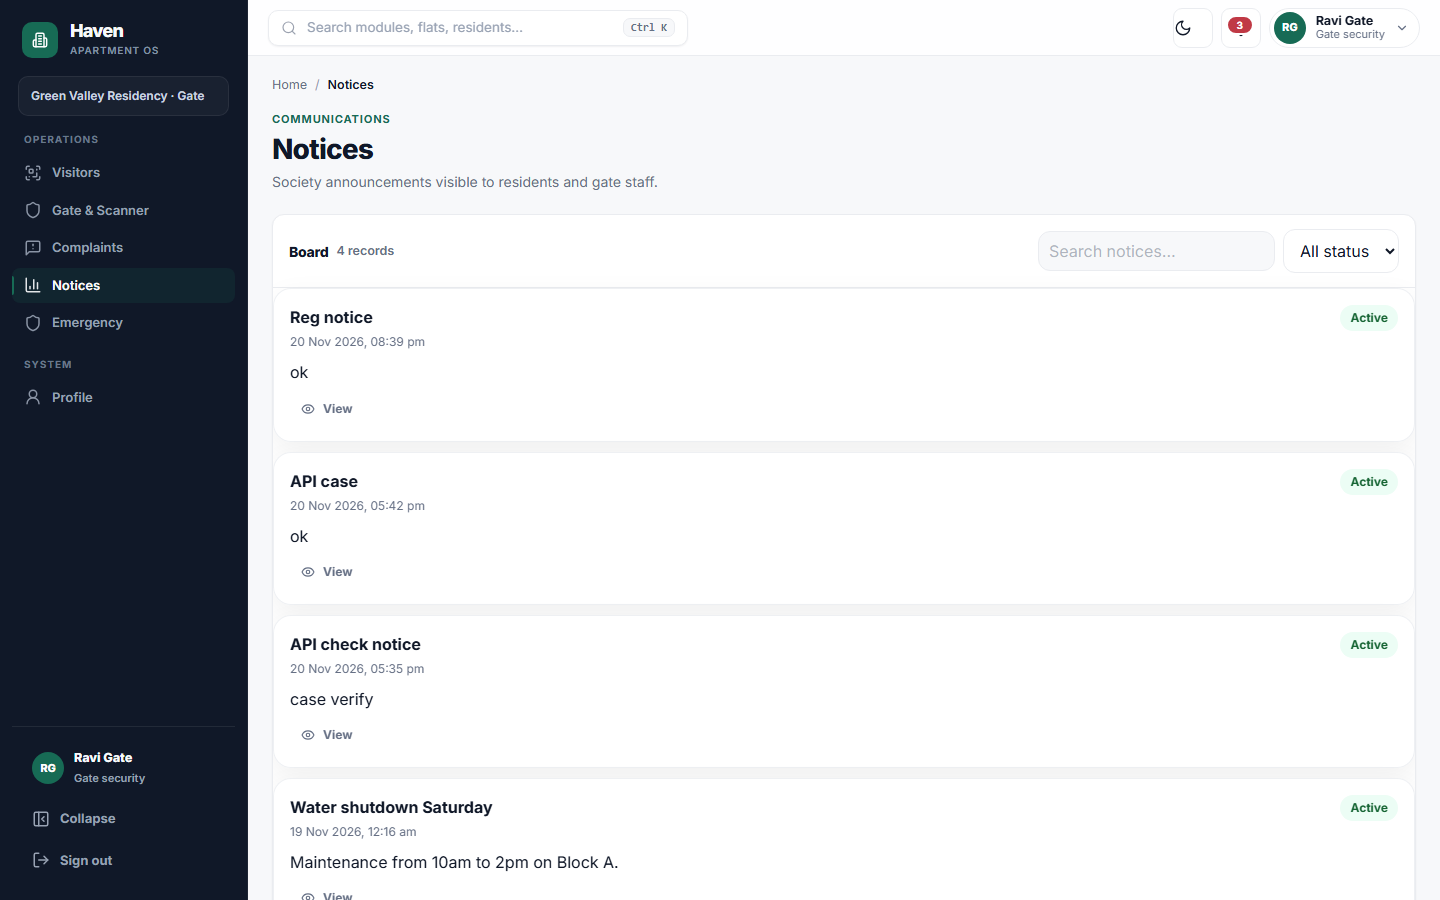 Haven
APARTMENT OS
Green Valley Residency · Gate
OPERATIONS
Visitors
Gate & Scanner
Complaints
Notices
Emergency
SYSTEM
Profile
RG
Ravi Gate
Gate security
Collapse
Sign out
Search modules, flats, residents...
Ctrl K
3
RG
Ravi Gate
Gate security
Home / Notices
COMMUNICATIONS
Notices
Society announcements visible to residents and gate staff.
Board 4 records
Search notices...
All status
Reg notice
Active
20 Nov 2026, 08:39 pm
ok
View
API case
Active
20 Nov 2026, 05:42 pm
ok
View
API check notice
Active
20 Nov 2026, 05:35 pm
case verify
View
Water shutdown Saturday
Active
19 Nov 2026, 12:16 am
Maintenance from 10am to 2pm on Block A.
View